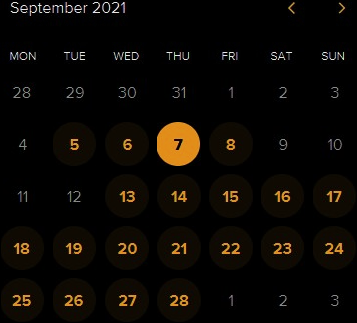 September 2021
MON TUE WED THU FRI SAT SUN
28 29 30 31 1 2 3
4 5 6 7 8 9 10
11 12 13 14 15 16 17
18 19 20 21 22 23 24
25 26 27 28 1 2 3